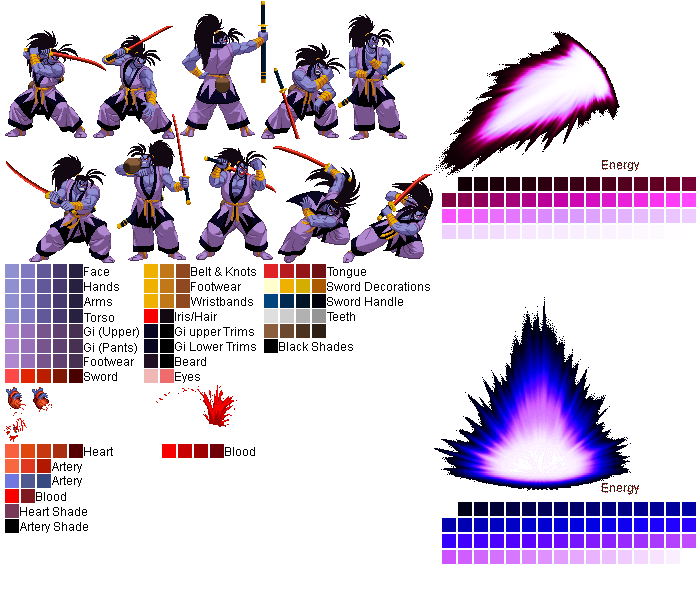 Energy
Face
Belt & Knots
Tongue
Hands
Footwear
Sword Decorations
Arms
Wristbands
Sword Handle
Torso
Iris/Hair
Teeth
Gi (Upper)
Gi upper Trims
Gi (Pants)
Gi Lower Trims
Black Shades
Footwear
Beard
Sword
Eyes
Heart
Blood
Artery
Artery
Energy
Blood
Heart Shade
Artery Shade